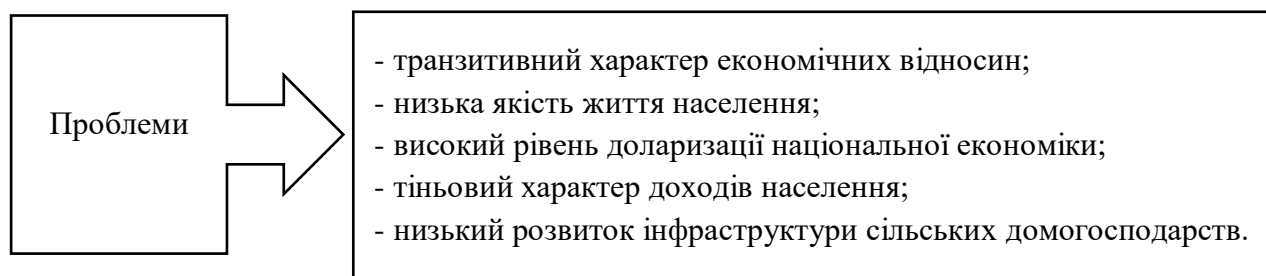 Проблеми
- транзитивний характер економічних відносин;
- низька якість життя населення;
- високий рівень доларизації національної економіки;
- тіньовий характер доходів населення;
- низький розвиток інфраструктури сільських домогосподарств.